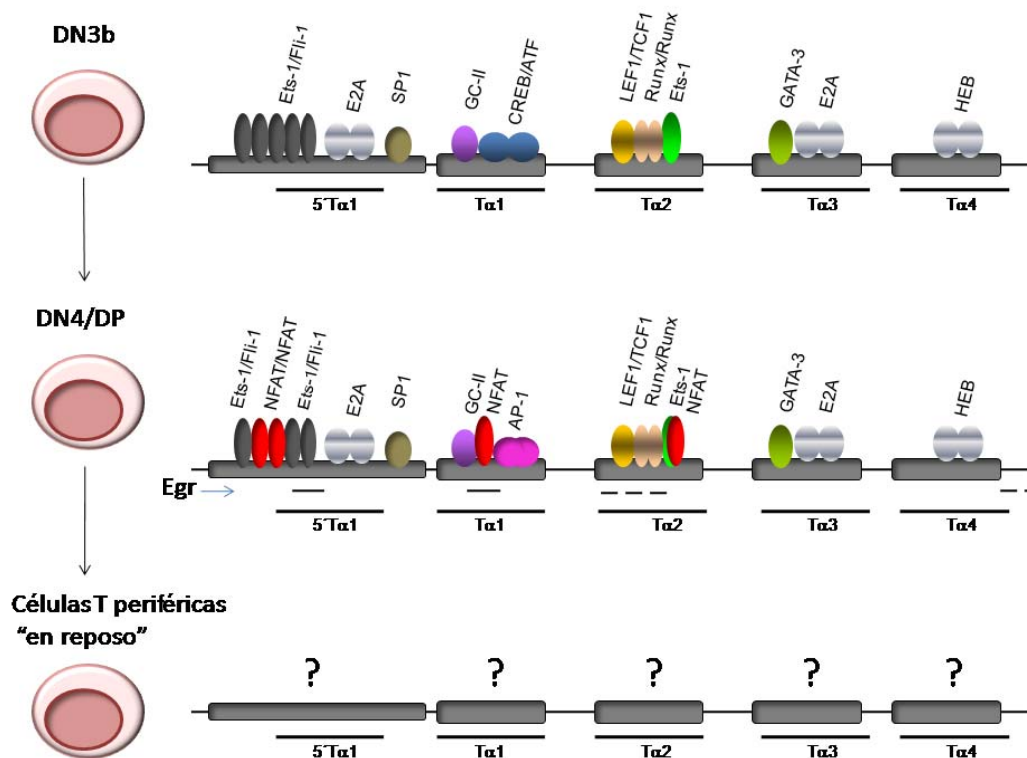 DN3b
Ets-1/Fli-1
E2A
SP1
GC-II
CREB/ATF
LEF1/TCF1
Runx/Runx
Ets-1
GATA-3
E2A
HEB
5´Tα1
Tα1
Tα2
Tα3
Tα4
DN4/DP
Ets-1/Fli-1
NFAT/NFAT
Ets-1/Fli-1
E2A
SP1
GC-II
NFAT
AP-1
LEF1/TCF1
Runx/Runx
Ets-1
NFAT
GATA-3
E2A
HEB
Egr
5´Tα1
Tα1
Tα2
Tα3
Tα4
Células T periféricas
“en reposo”
?
?
?
?
?
5´Tα1
Tα1
Tα2
Tα3
Tα4